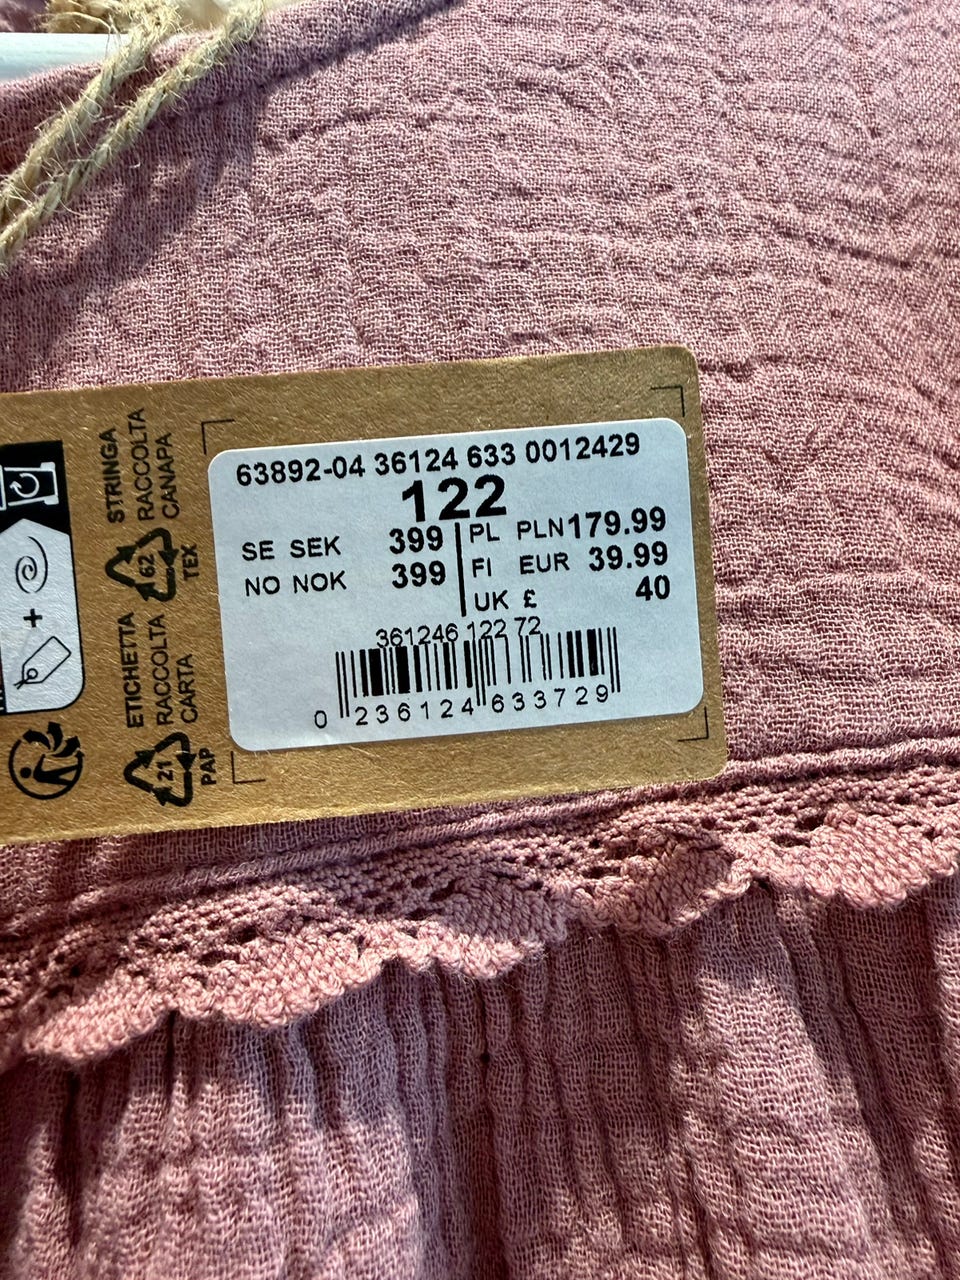 63892-04 36124 633 0012429
122
SE SEK 399
NO NOK 399
PL PLN 179.99
FI EUR 39.99
UK £ 40
361246 122 72
0 236124 633729
STRINGA
RACCOLTA
CANAPA
62
TEX
ETICHETTA
RACCOLTA
CARTA
21
PAP
+